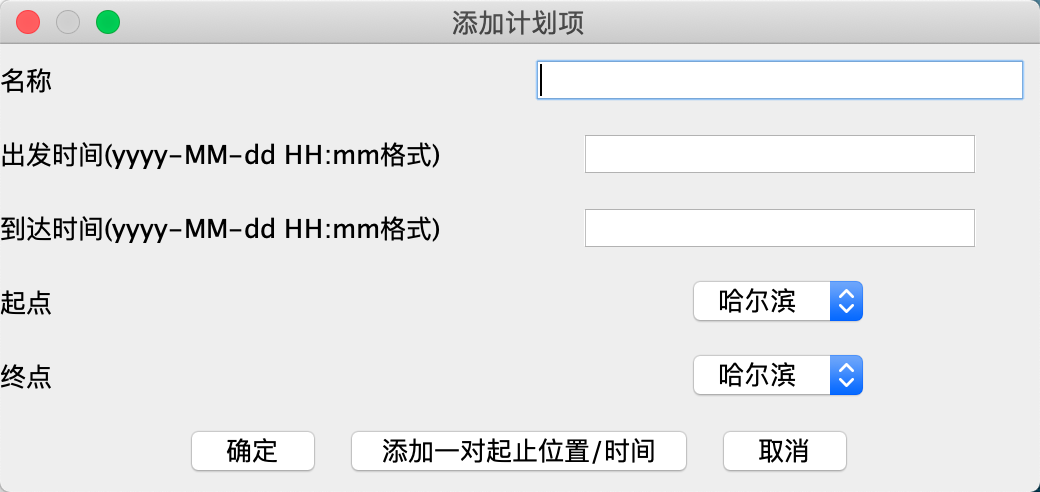 添加计划项
名称
出发时间(yyyy-MM-dd HH:mm格式)
到达时间(yyyy-MM-dd HH:mm格式)
起点 哈尔滨
终点 哈尔滨
确定 添加一对起止位置/时间 取消